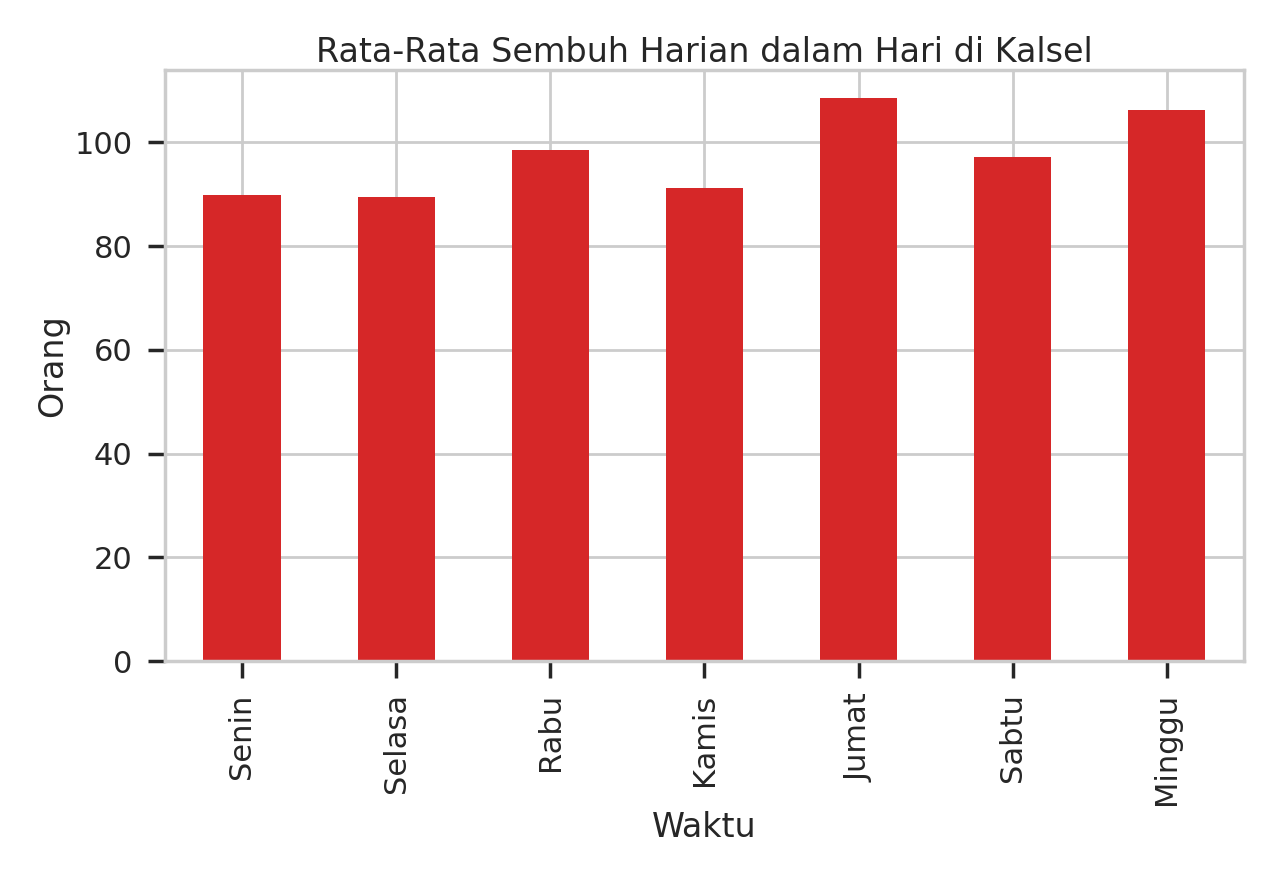 Rata-Rata Sembuh Harian dalam Hari di Kalsel
Orang
100
80
60
40
20
0
Senin
Selasa
Rabu
Kamis
Jumat
Sabtu
Minggu
Waktu